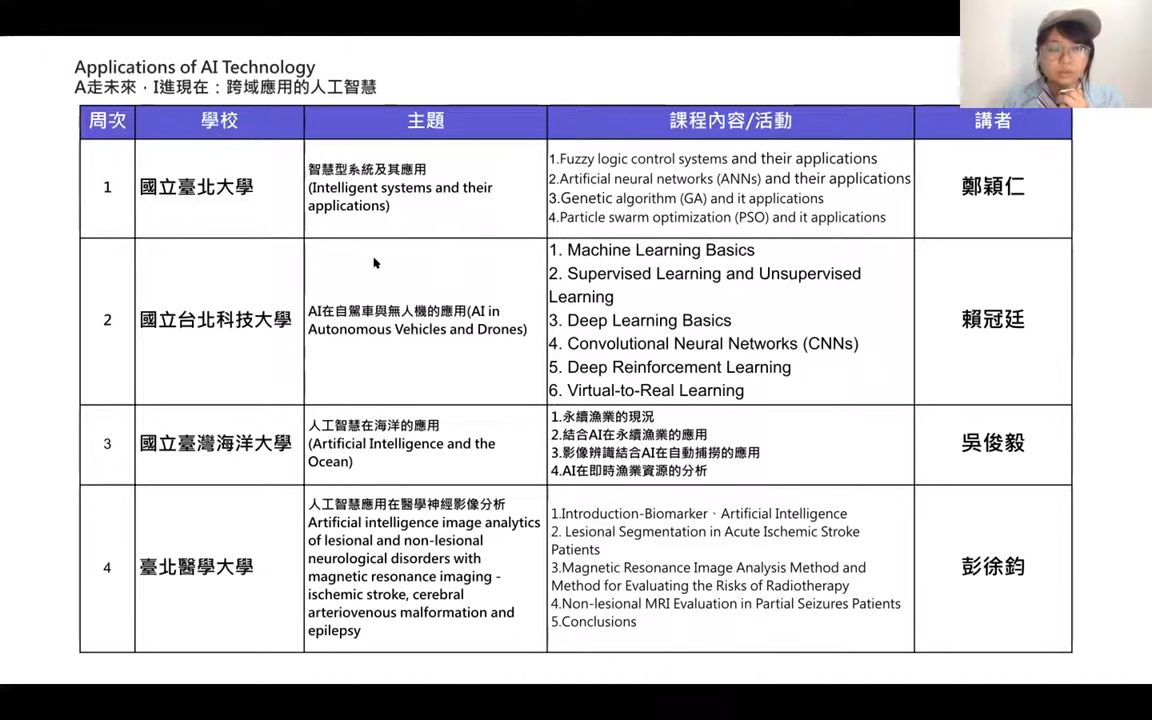 Applications of AI Technology
A走未來，I進現在：跨域應用的人工智慧
周次 學校 主題 課程內容/活動 講者
1
國立臺北大學
智慧型系統及其應用
(Intelligent systems and their
applications)
1.Fuzzy logic control systems and their applications
2.Artificial neural networks (ANNs) and their applications
3.Genetic algorithm (GA) and it applications
4.Particle swarm optimization (PSO) and it applications
鄭穎仁
2
國立台北科技大學
AI在自駕車與無人機的應用(AI in
Autonomous Vehicles and Drones)
1. Machine Learning Basics
2. Supervised Learning and Unsupervised
Learning
3. Deep Learning Basics
4. Convolutional Neural Networks (CNNs)
5. Deep Reinforcement Learning
6. Virtual-to-Real Learning
賴冠廷
3
國立臺灣海洋大學
人工智慧在海洋的應用
(Artificial Intelligence and the
Ocean)
1.永續漁業的現況
2.結合AI在永續漁業的應用
3.影像辨識結合AI在自動捕撈的應用
4.AI在即時漁業資源的分析
吳俊毅
4
臺北醫學大學
人工智慧應用在醫學神經影像分析
Artificial intelligence image analytics
of lesional and non-lesional
neurological disorders with
magnetic resonance imaging -
ischemic stroke, cerebral
arteriovenous malformation and
epilepsy
1.Introduction-Biomarker、Artificial Intelligence
2. Lesional Segmentation in Acute Ischemic Stroke
Patients
3.Magnetic Resonance Image Analysis Method and
Method for Evaluating the Risks of Radiotherapy
4.Non-lesional MRI Evaluation in Partial Seizures Patients
5.Conclusions
彭徐鈞